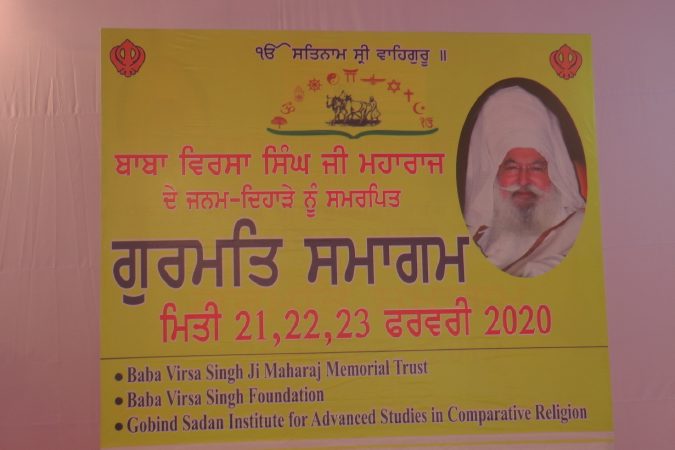 ੴ ਸਤਿਨਾਮ ਸ੍ਰੀ ਵਾਹਿਗੁਰੂ ॥
ਬਾਬਾ ਵਿਰਸਾ ਸਿੰਘ ਜੀ ਮਹਾਰਾਜ
ਦੇ ਜਨਮ-ਦਿਹਾੜੇ ਨੂੰ ਸਮਰਪਿਤ
ਗੁਰਮਤਿ ਸਮਾਗਮ
ਮਿਤੀ 21,22,23 ਫਰਵਰੀ 2020
• Baba Virsa Singh Ji Maharaj Memorial Trust
• Baba Virsa Singh Foundation
• Gobind Sadan Institute for Advanced Studies in Comparative Religion